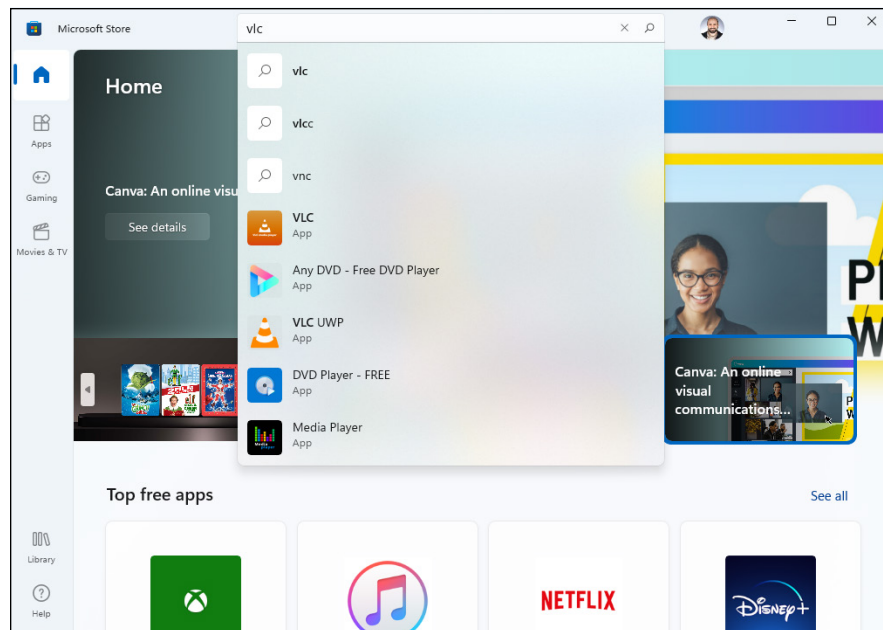 Microsoft Store
vlc
Home
Apps
Gaming
Movies & TV
Canva: An online visu
See details
vlc
vlcc
vnc
VLC
App
Any DVD - Free DVD Player
App
VLC UWP
App
DVD Player - FREE
App
Media Player
App
Canva: An online
visual
communications...
Top free apps
See all
Library
Help
NETFLIX
Disney+